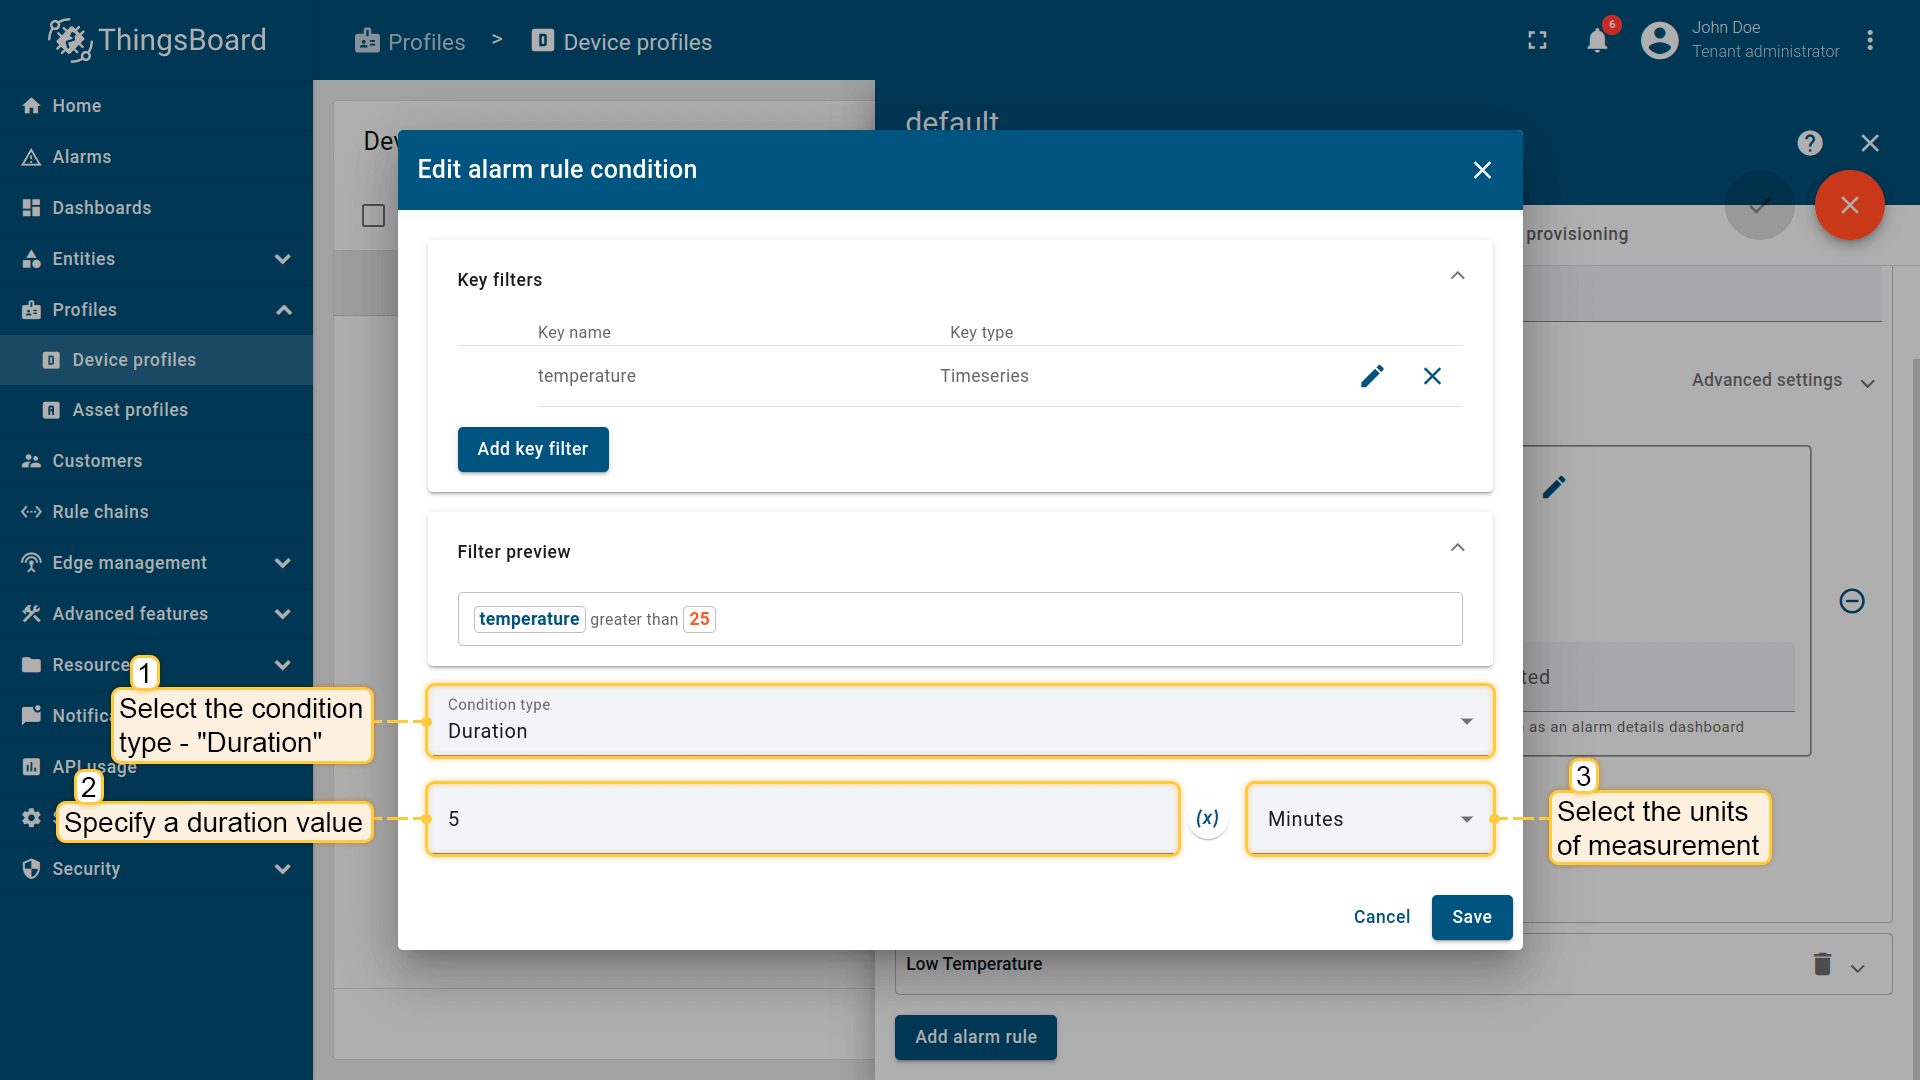 ThingsBoard
Profiles > Device profiles
6
John Doe
Tenant administrator
Home
Alarms
Dashboards
Entities
Profiles
Device profiles
Asset profiles
Customers
Rule chains
Edge management
Advanced features
API usage
Security
default
provisioning
Advanced settings
as an alarm details dashboard
Low Temperature
Add alarm rule
Edit alarm rule condition
Key filters
Key name Key type
temperature Timeseries
Add key filter
Filter preview
temperature greater than 25
Condition type
Duration
5 (x) Minutes
Cancel Save
1
Select the condition
type - "Duration"
2
Specify a duration value
3
Select the units
of measurement